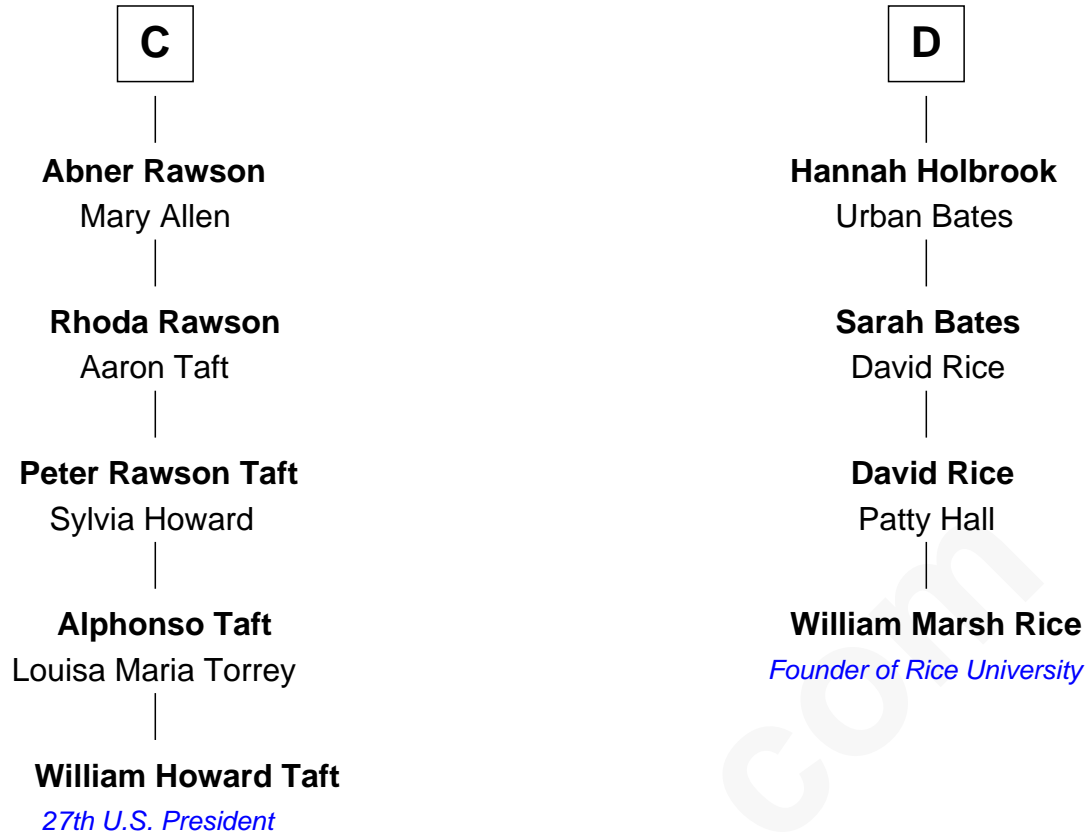 C
Abner Rawson
Mary Allen
Rhoda Rawson
Aaron Taft
Peter Rawson Taft
Sylvia Howard
Alphonso Taft
Louisa Maria Torrey
William Howard Taft
27th U.S. President
D
Hannah Holbrook
Urban Bates
Sarah Bates
David Rice
David Rice
Patty Hall
William Marsh Rice
Founder of Rice University
com